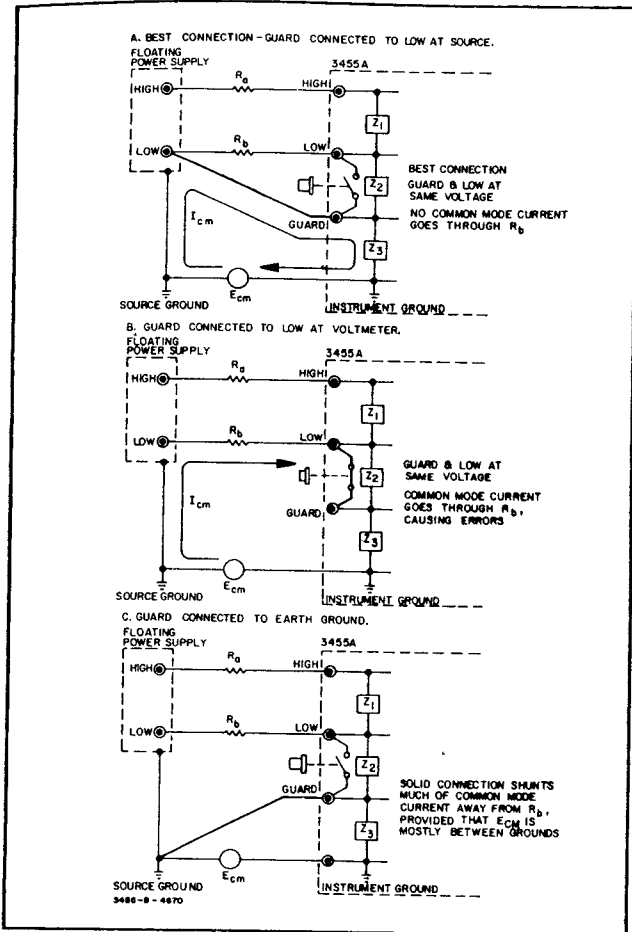 A. BEST CONNECTION - GUARD CONNECTED TO LOW AT SOURCE.
FLOATING
POWER SUPPLY
3455A
HIGH
Ra
HIGH
Z1
LOW
Rb
LOW
Z2
BEST CONNECTION
GUARD & LOW AT
SAME VOLTAGE
NO COMMON MODE CURRENT
GOES THROUGH Rb
Icm
GUARD
Z3
Ecm
SOURCE GROUND
INSTRUMENT GROUND
B. GUARD CONNECTED TO LOW AT VOLTMETER.
FLOATING
POWER SUPPLY
3455A
HIGH
Ra
HIGH
Z1
LOW
Rb
LOW
Z2
GUARD & LOW AT
SAME VOLTAGE
COMMON MODE CURRENT
GOES THROUGH Rb,
CAUSING ERRORS
Icm
GUARD
Z3
Ecm
SOURCE GROUND
INSTRUMENT GROUND
C. GUARD CONNECTED TO EARTH GROUND.
FLOATING
POWER SUPPLY
3455A
HIGH
Ra
HIGH
Z1
LOW
Rb
LOW
Z2
GUARD
SOLID CONNECTION SHUNTS
MUCH OF COMMON MODE
CURRENT AWAY FROM Rb,
PROVIDED THAT ECM IS
MOSTLY BETWEEN GROUNDS
Z3
Ecm
SOURCE GROUND
INSTRUMENT GROUND
3455-B-4670